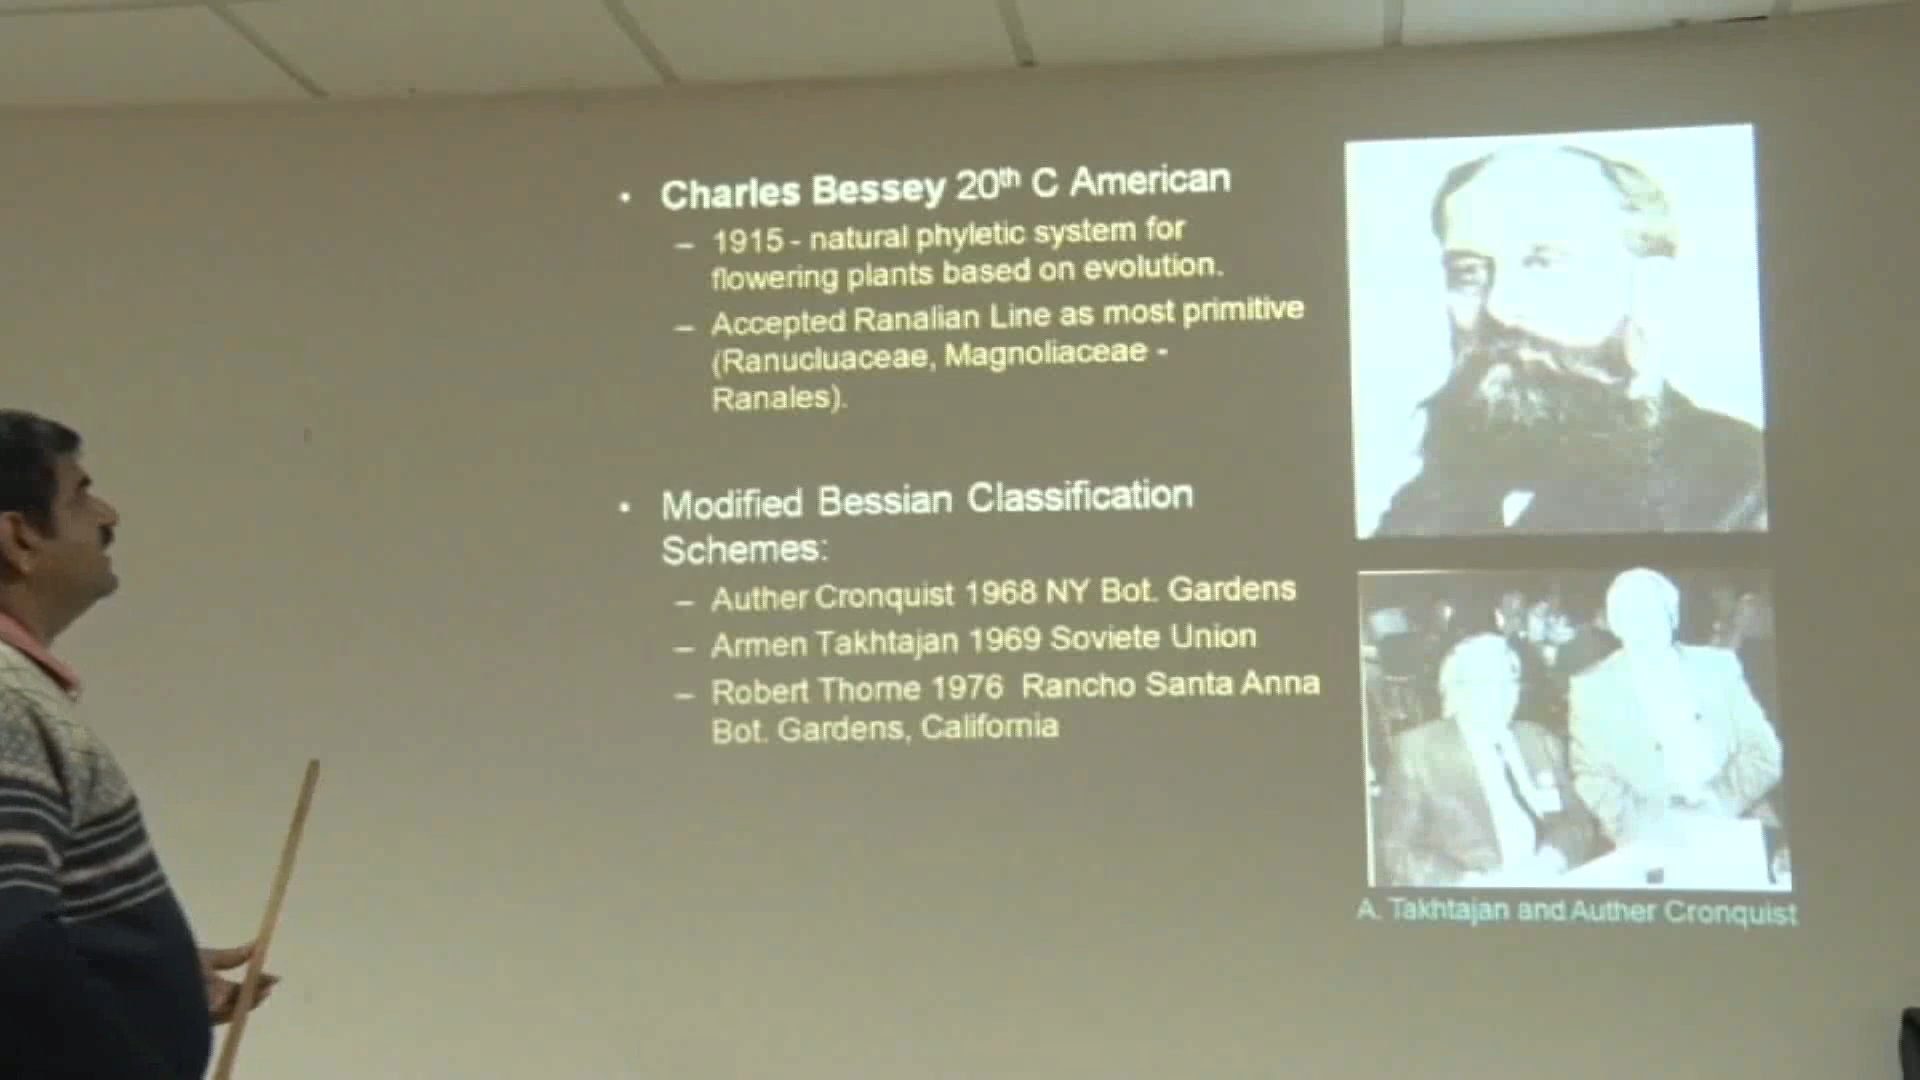 • Charles Bessey 20th C American
– 1915 - natural phyletic system for
flowering plants based on evolution.
– Accepted Ranalian Line as most primitive
(Ranucluaceae, Magnoliaceae -
Ranales).
• Modified Bessian Classification
Schemes:
– Auther Cronquist 1968 NY Bot. Gardens
– Armen Takhtajan 1969 Soviete Union
– Robert Thorne 1976 Rancho Santa Anna
Bot. Gardens, California
A. Takhtajan and Auther Cronquist